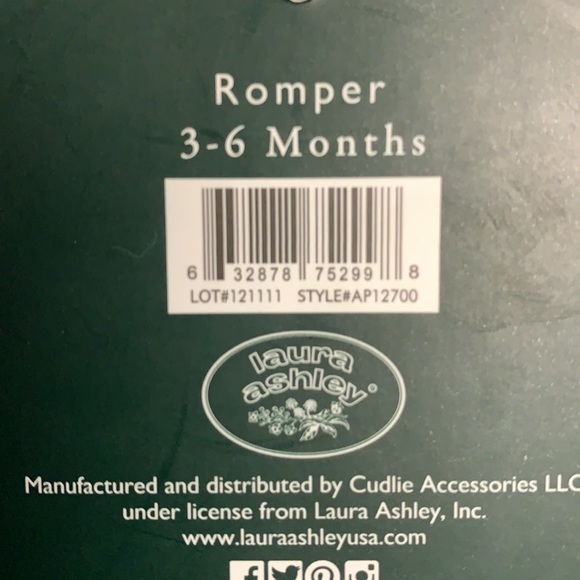 Romper
3-6 Months
6 32878 75299 8
LOT#121111 STYLE#AP12700
laura
ashley®
Manufactured and distributed by Cudlie Accessories LLC
under license from Laura Ashley, Inc.
www.lauraashleyusa.com